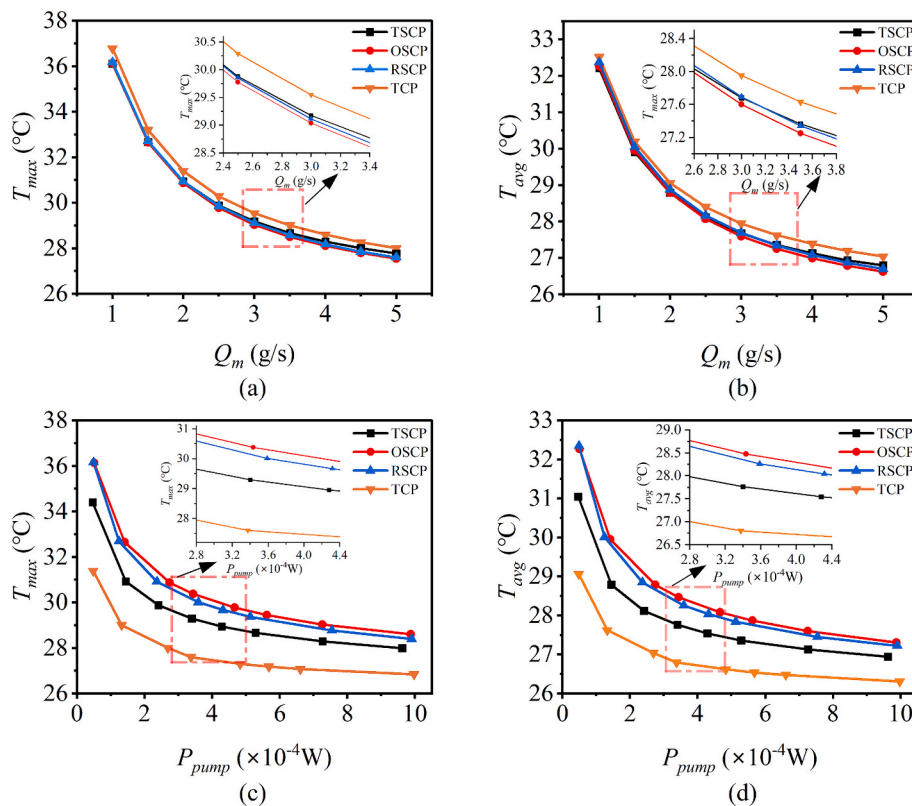 38
36
34
32
30
28
26
T_max (℃)
TSCP
OSCP
RSCP
TCP
30.5
30.0
29.5
29.0
28.5
T_max (℃)
2.4 2.6 2.8 3.0 3.2 3.4
Q_m (g/s)
1 2 3 4 5
Q_m (g/s)
(a)
33
32
31
30
29
28
27
26
T_avg (℃)
TSCP
OSCP
RSCP
TCP
28.4
28.0
27.6
27.2
T_max (℃)
2.6 2.8 3.0 3.2 3.4 3.6 3.8
Q_m (g/s)
1 2 3 4 5
Q_m (g/s)
(b)
38
36
34
32
30
28
26
T_max (℃)
TSCP
OSCP
RSCP
TCP
31
30
29
28
T_max (℃)
2.8 3.2 3.6 4.0 4.4
P_pump (×10⁻⁴W)
0 2 4 6 8 10
P_pump (×10⁻⁴W)
(c)
33
32
31
30
29
28
27
26
T_avg (℃)
TSCP
OSCP
RSCP
TCP
29.0
28.5
28.0
27.5
27.0
26.5
T_avg (℃)
2.8 3.2 3.6 4.0 4.4
P_pump (×10⁻⁴W)
0 2 4 6 8 10
P_pump (×10⁻⁴W)
(d)